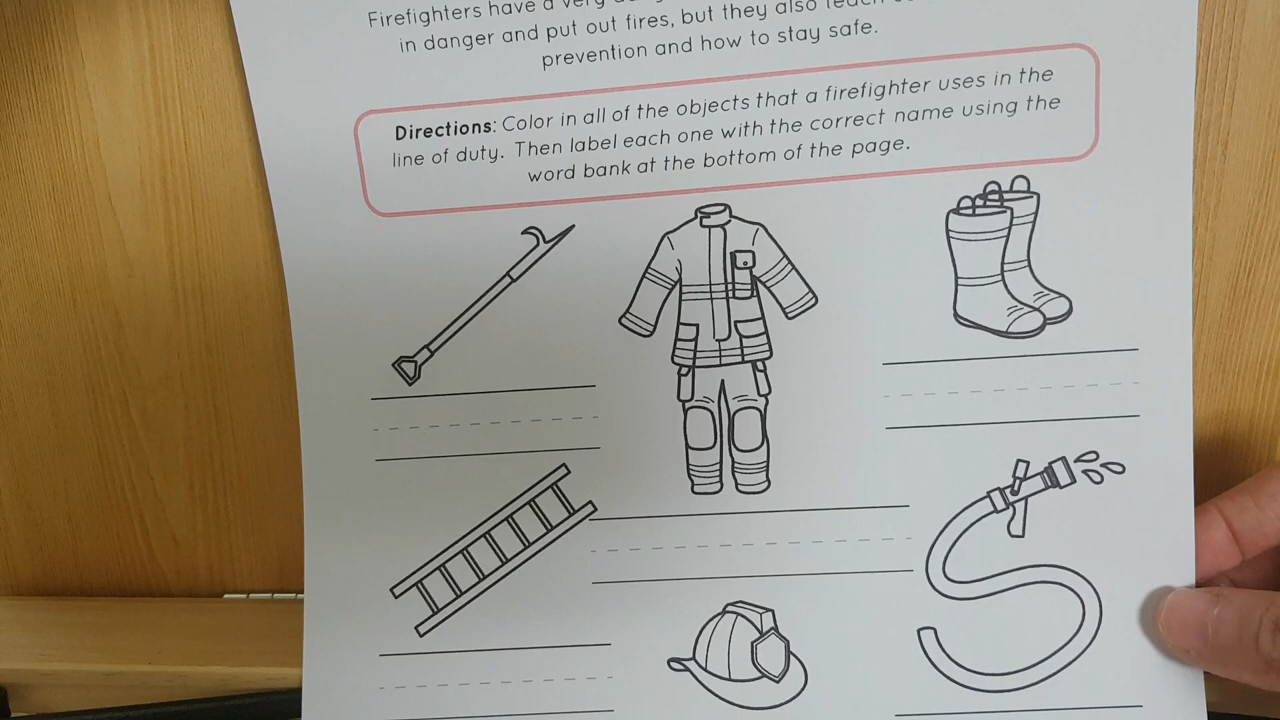 Firefighters have a very
in danger and put out fires, but they also teach
prevention and how to stay safe.
Directions: Color in all of the objects that a firefighter uses in the
line of duty. Then label each one with the correct name using the
word bank at the bottom of the page.